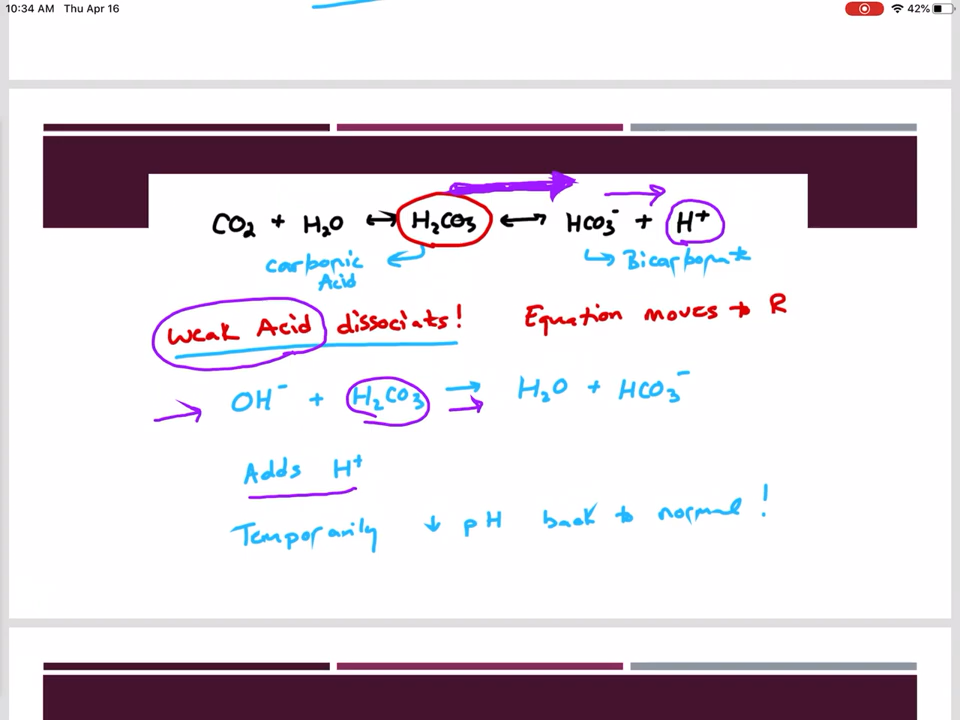 10:34 AM Thu Apr 16 42%
CO₂ + H₂O ↔ H₂CO₃ ↔ HCO₃⁻ + H⁺
carbonic Acid ↳ Bicarbonate
Weak Acid dissociats! Equation moves → R
OH⁻ + H₂CO₃ → H₂O + HCO₃⁻
Adds H⁺
Temporarily ↓ pH back to normal!